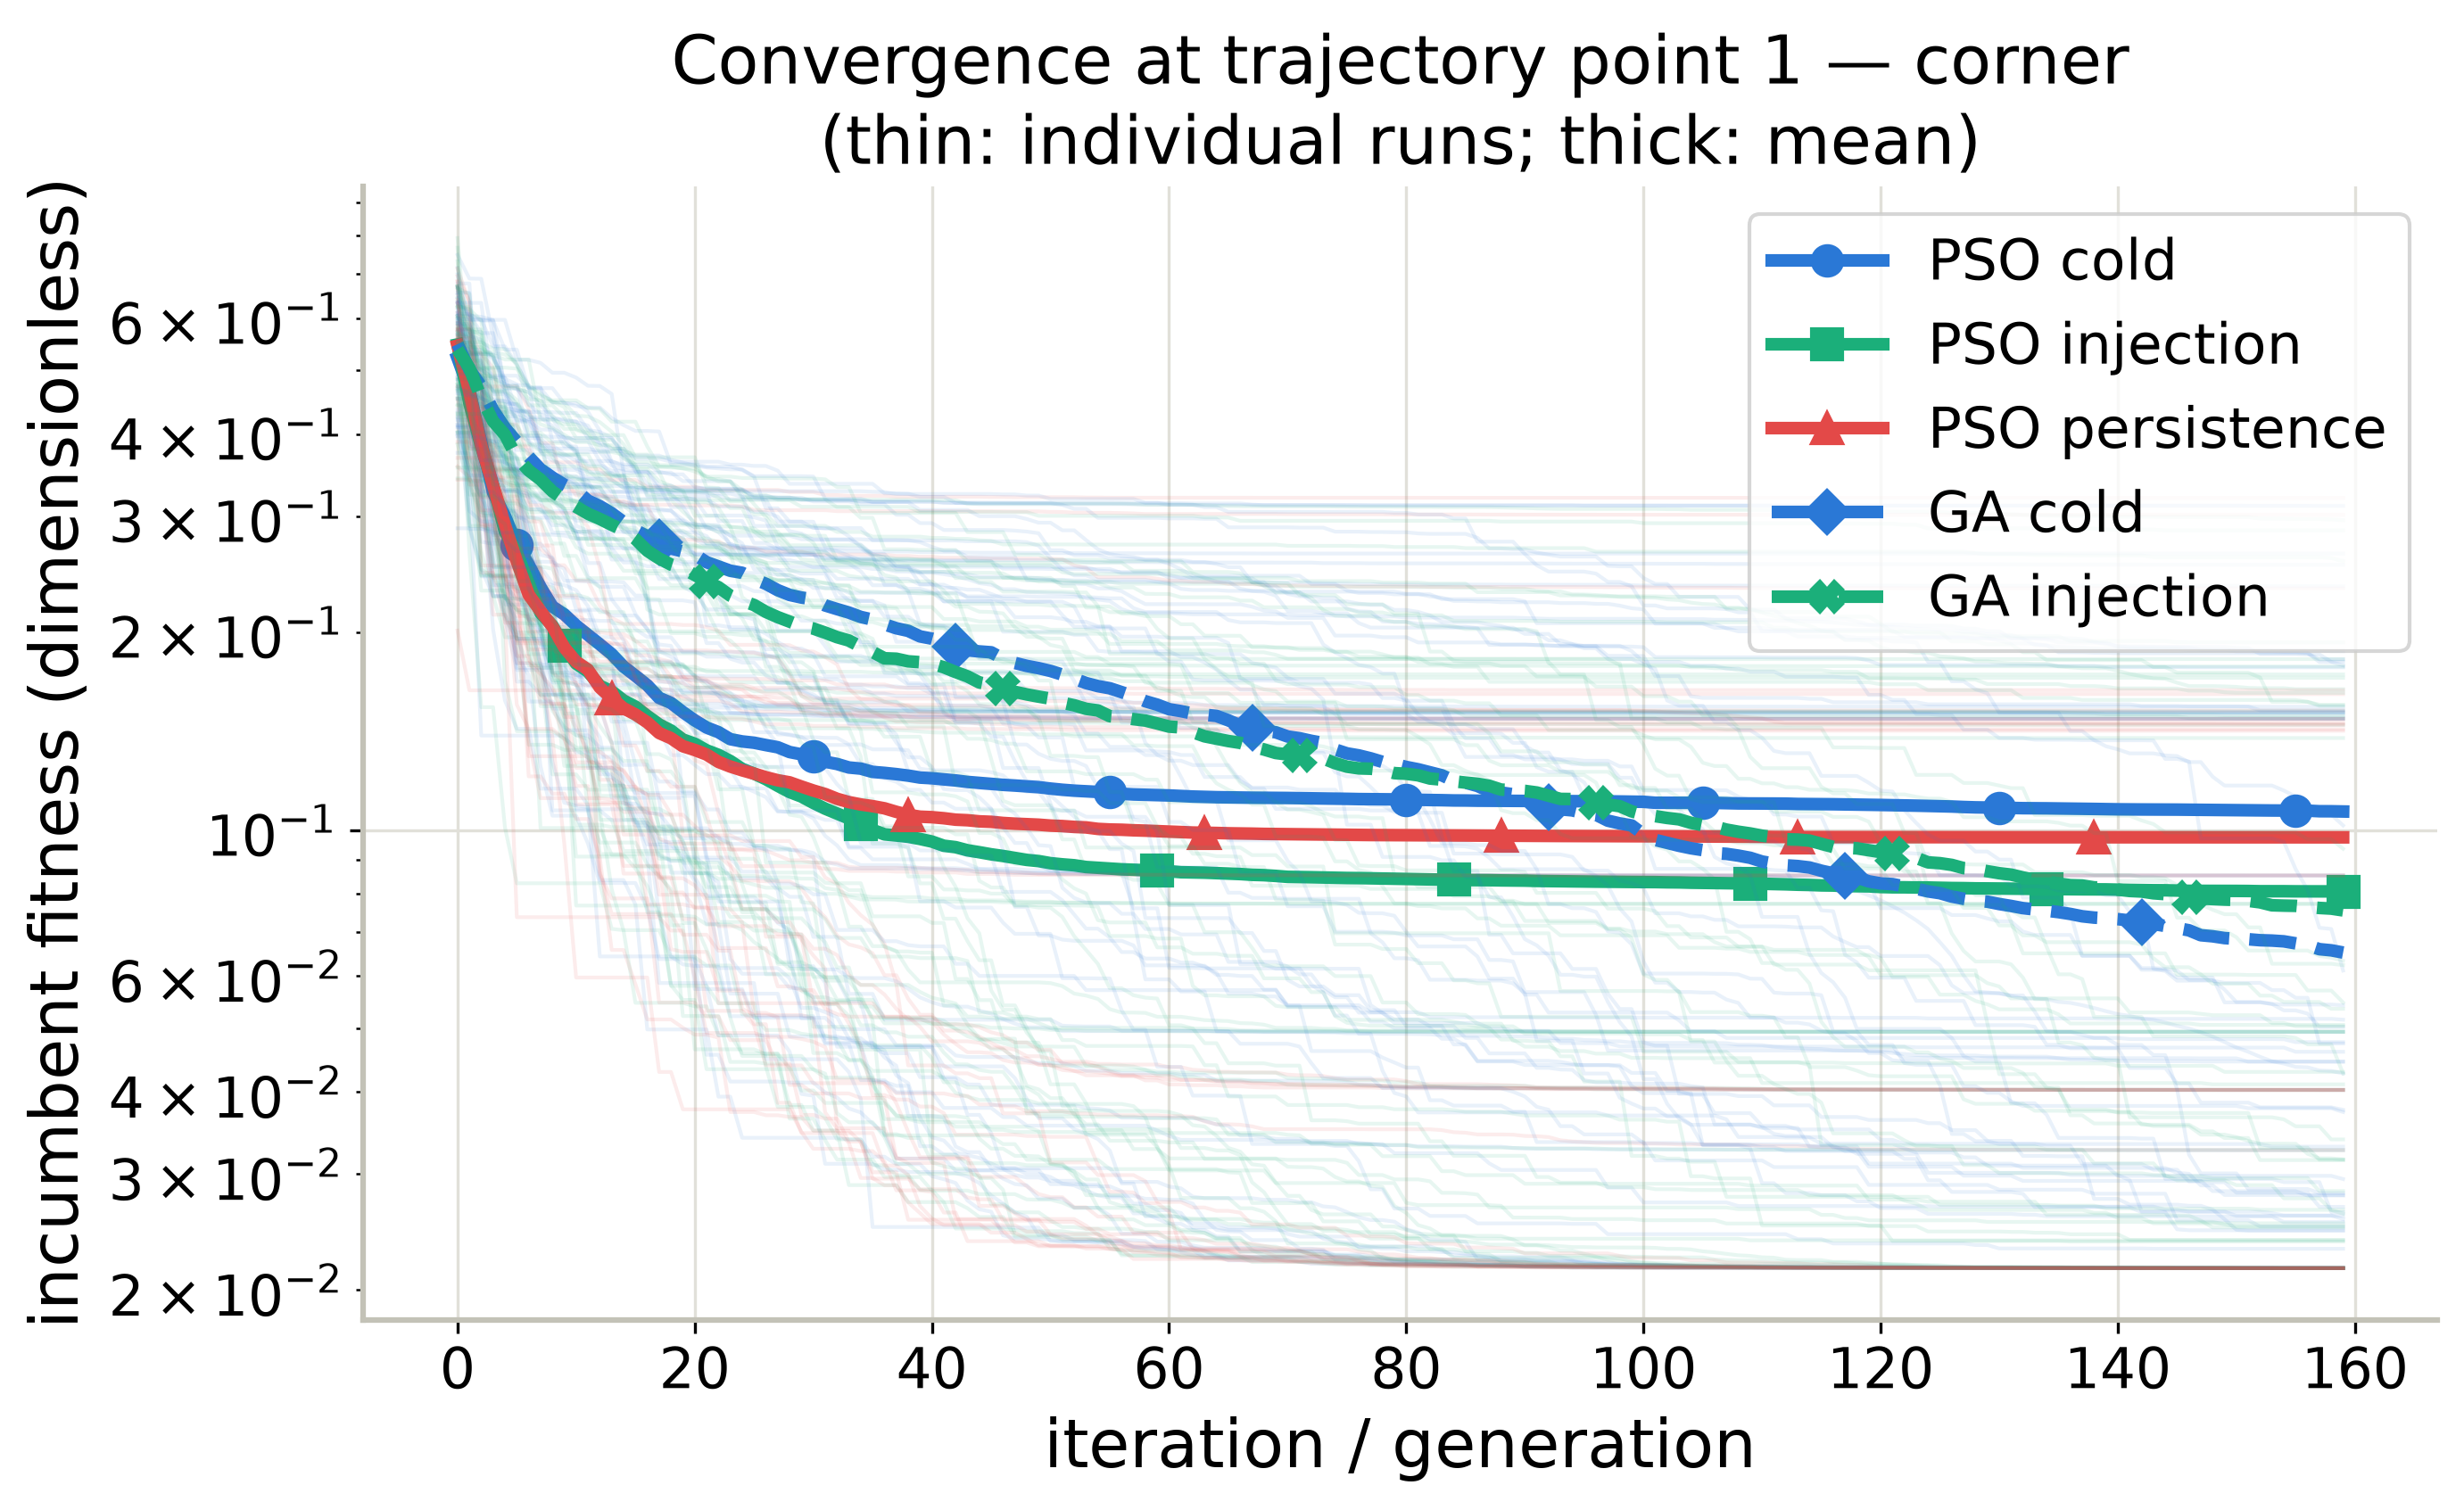 Convergence at trajectory point 1 — corner
(thin: individual runs; thick: mean)
incumbent fitness (dimensionless)
6 × 10⁻¹
4 × 10⁻¹
3 × 10⁻¹
2 × 10⁻¹
10⁻¹
6 × 10⁻²
4 × 10⁻²
3 × 10⁻²
2 × 10⁻²
PSO cold
PSO injection
PSO persistence
GA cold
GA injection
0 20 40 60 80 100 120 140 160
iteration / generation